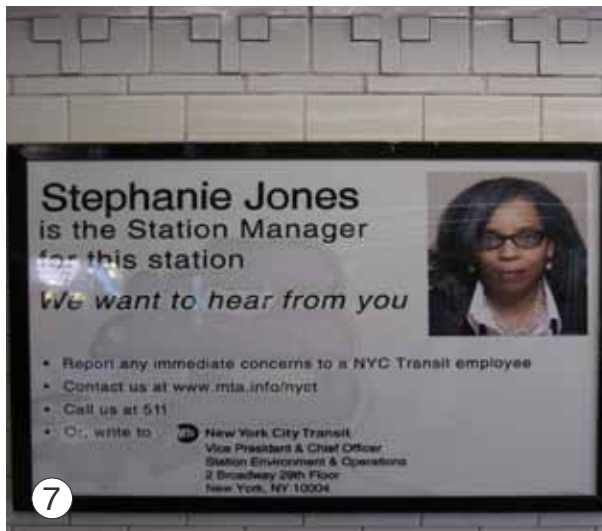 Stephanie Jones
is the Station Manager
for this station
We want to hear from you
• Report any immediate concerns to a NYC Transit employee
• Contact us at www.mta.info/nyct
• Call us at 511
• Or, write to MTA New York City Transit
Vice President & Chief Officer
Station Environment & Operations
2 Broadway 29th Floor
New York, NY 10004
7